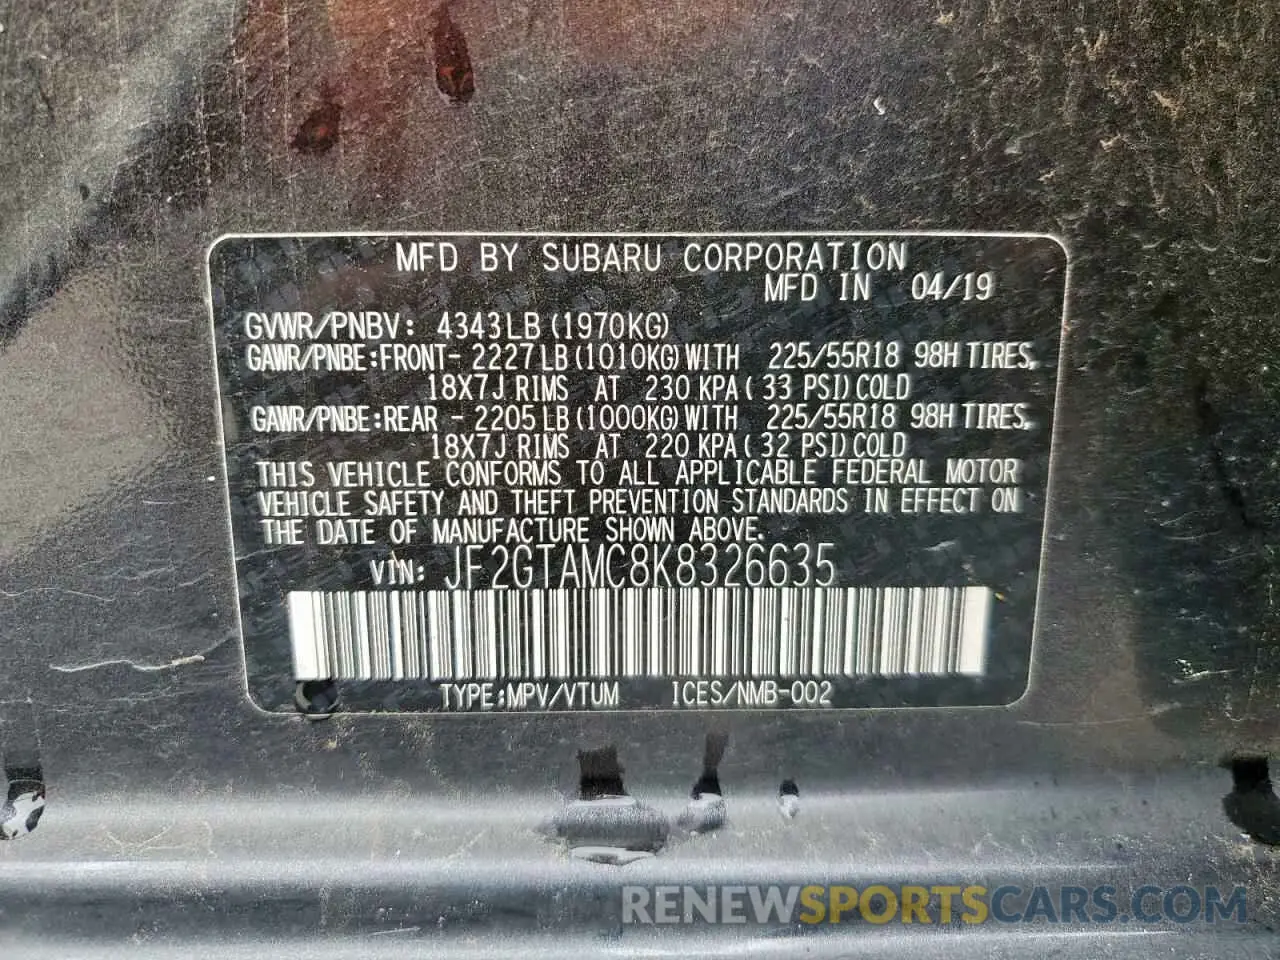 MFD BY SUBARU CORPORATION
MFD IN 04/19
GVWR/PNBV: 4343LB(1970KG)
GAWR/PNBE:FRONT- 2227LB(1010KG)WITH 225/55R18 98H TIRES,
18X7J RIMS AT 230 KPA(33 PSI)COLD
GAWR/PNBE:REAR - 2205LB(1000KG)WITH 225/55R18 98H TIRES,
18X7J RIMS AT 220 KPA(32 PSI)COLD
THIS VEHICLE CONFORMS TO ALL APPLICABLE FEDERAL MOTOR
VEHICLE SAFETY AND THEFT PREVENTION STANDARDS IN EFFECT ON
THE DATE OF MANUFACTURE SHOWN ABOVE.
VIN: JF2GTAMC8K8326635
TYPE:MPV/VTUM ICES/NMB-002
RENEWSPORTSCARS.COM